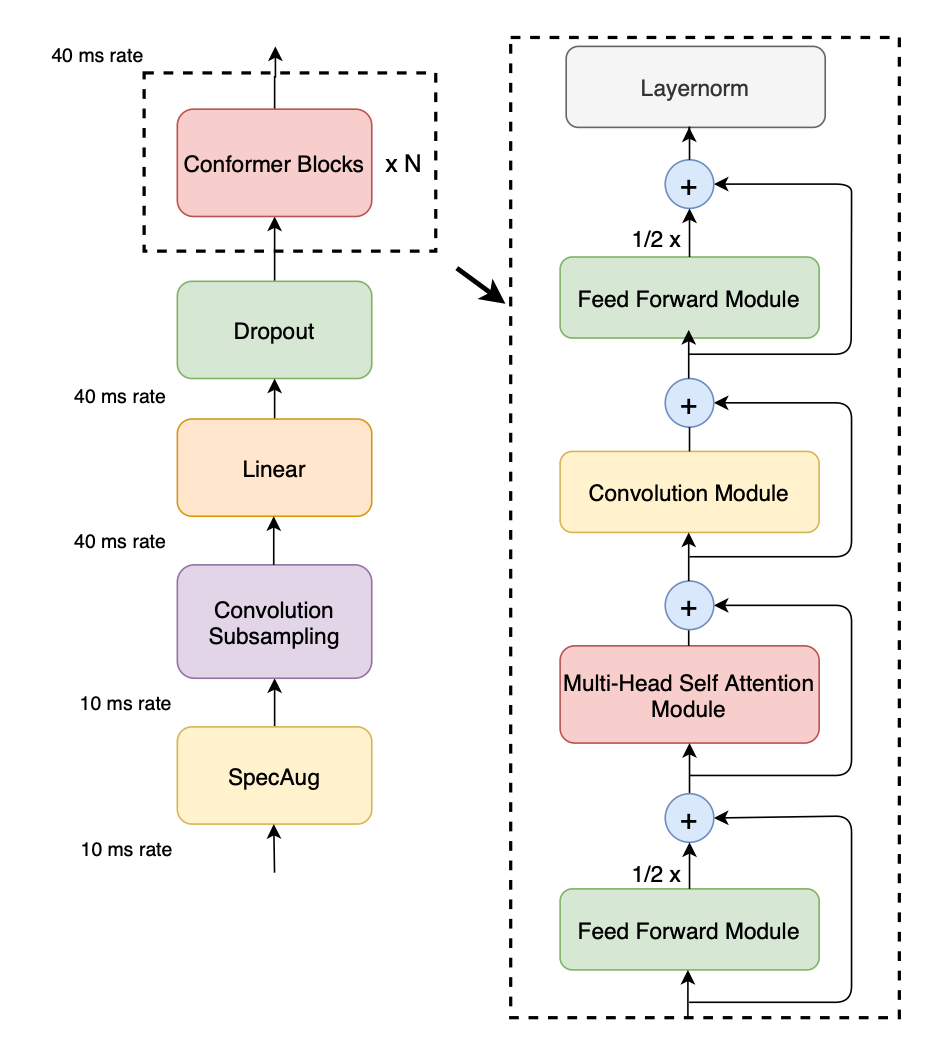 40 ms rate
Conformer Blocks
x N
Dropout
40 ms rate
Linear
40 ms rate
Convolution
Subsampling
10 ms rate
SpecAug
10 ms rate
Layernorm
+
1/2 x
Feed Forward Module
+
Convolution Module
+
Multi-Head Self Attention
Module
+
1/2 x
Feed Forward Module